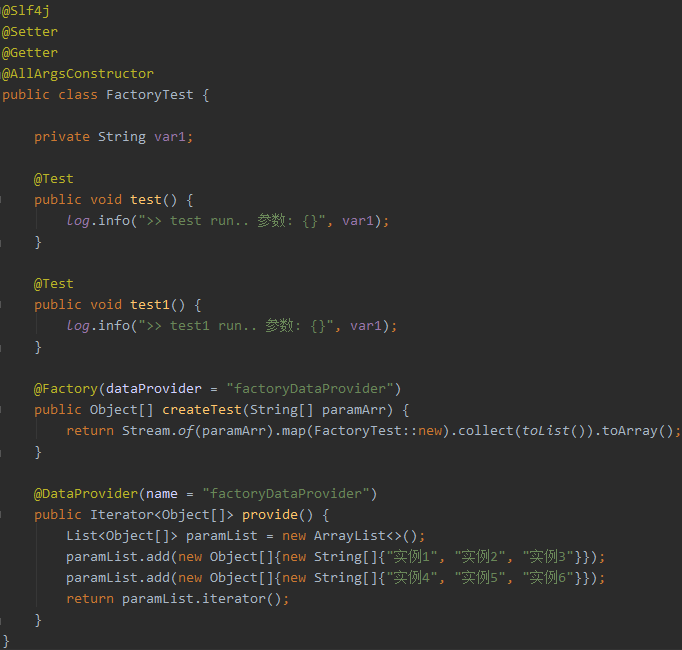 @Slf4j
@Setter
@Getter
@AllArgsConstructor
public class FactoryTest {
private String var1;
@Test
public void test() {
log.info(">> test run.. 参数: {}", var1);
}
@Test
public void test1() {
log.info(">> test1 run.. 参数: {}", var1);
}
@Factory(dataProvider = "factoryDataProvider")
public Object[] createTest(String[] paramArr) {
return Stream.of(paramArr).map(FactoryTest::new).collect(toList()).toArray();
}
@DataProvider(name = "factoryDataProvider")
public Iterator<Object[]> provide() {
List<Object[]> paramList = new ArrayList<>();
paramList.add(new Object[]{new String[]{"实例1", "实例2", "实例3"}});
paramList.add(new Object[]{new String[]{"实例4", "实例5", "实例6"}});
return paramList.iterator();
}
}